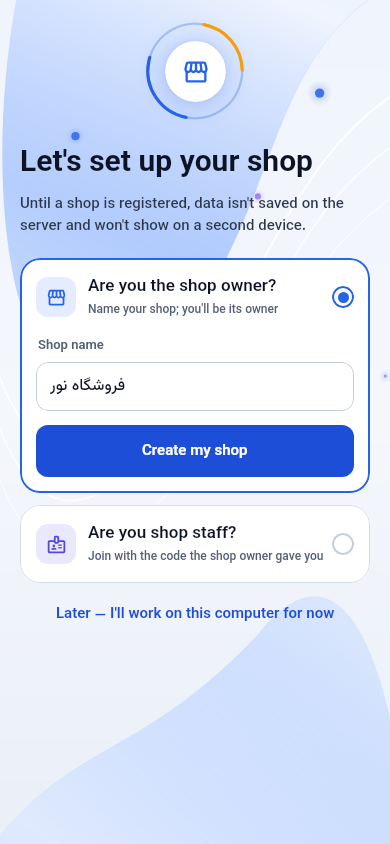 Let's set up your shop
Until a shop is registered, data isn't saved on the
server and won't show on a second device.
Are you the shop owner?
Name your shop; you'll be its owner
Shop name
فروشگاه نور
Create my shop
Are you shop staff?
Join with the code the shop owner gave you
Later — I'll work on this computer for now